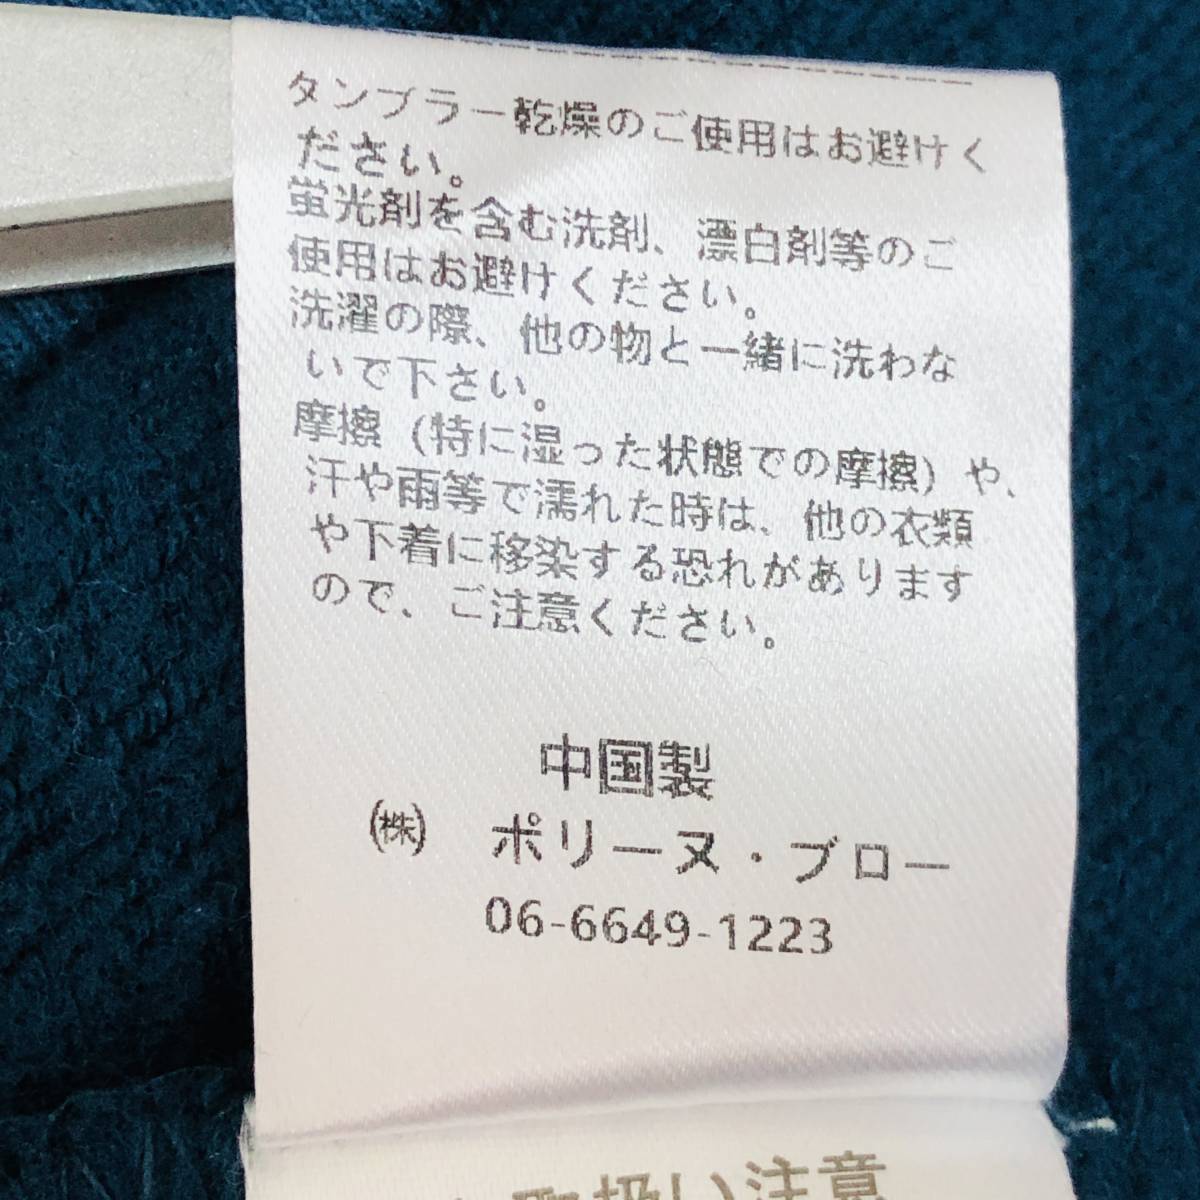 タンブラー乾燥のご使用はお避けく
ださい。
蛍光剤を含む洗剤、漂白剤等のご
使用はお避けください。
洗濯の際、他の物と一緒に洗わな
いで下さい。
摩擦（特に湿った状態での摩擦）や、
汗や雨等で濡れた時は、他の衣類
や下着に移染する恐れがあります
ので、ご注意ください。
中国製
㈱ ポリーヌ・ブロー
06-6649-1223
取扱い注意